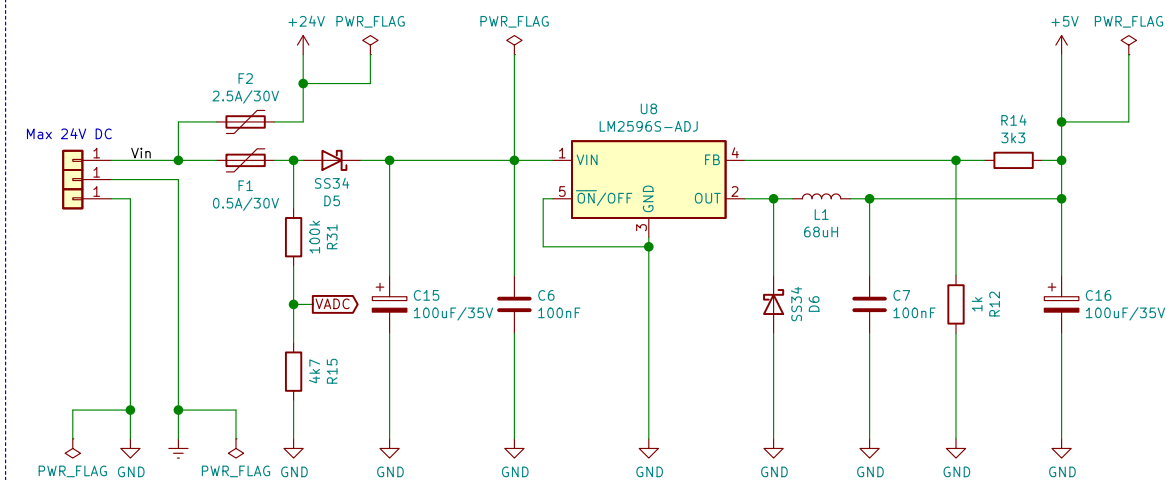 +24V
PWR_FLAG
PWR_FLAG
+5V
PWR_FLAG
F2
2.5A/30V
U8
LM2596S-ADJ
R14
3k3
Max 24V DC
1
Vin
1
1
F1
0.5A/30V
SS34
D5
1
VIN
FB
4
5
ON/OFF
GND
OUT
2
3
L1
68uH
100k
R31
VADC
+
C15
100uF/35V
C6
100nF
SS34
D6
C7
100nF
1k
R12
+
C16
100uF/35V
4k7
R15
PWR_FLAG
GND
PWR_FLAG
GND
GND
GND
GND
GND
GND
GND
GND